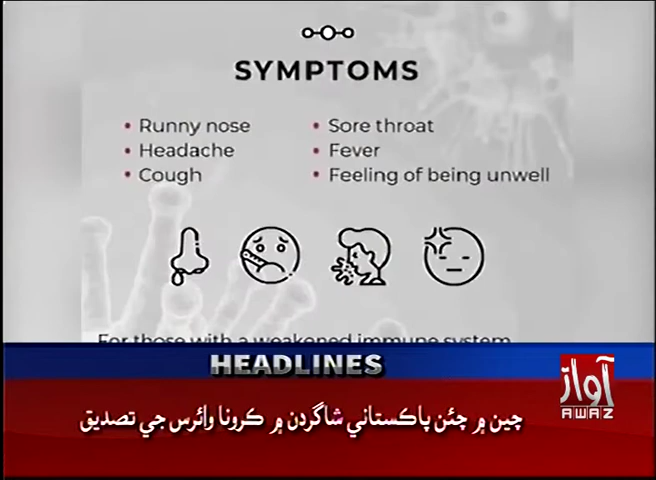 SYMPTOMS
• Runny nose
• Headache
• Cough
• Sore throat
• Fever
• Feeling of being unwell
For those with a weakened immune system
HEADLINES
آواز
AWAZ
چين ۾ چئن پاڪستاني شاگردن ۾ ڪرونا وائرس جي تصديق